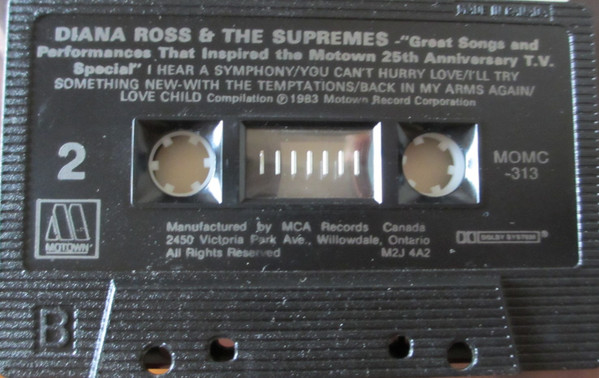 DIANA ROSS & THE SUPREMES -"Great Songs and
Performances That Inspired the Motown 25th Anniversary T.V.
Special" I HEAR A SYMPHONY/YOU CAN'T HURRY LOVE/I'LL TRY
SOMETHING NEW-WITH THE TEMPTATIONS/BACK IN MY ARMS AGAIN/
LOVE CHILD Compilation ℗1983 Motown Record Corporation
2
MOMC
-313
MOTOWN
Manufactured by MCA Records Canada
2450 Victoria Park Ave., Willowdale, Ontario
All Rights Reserved M2J 4A2
DOLBY SYSTEM
B